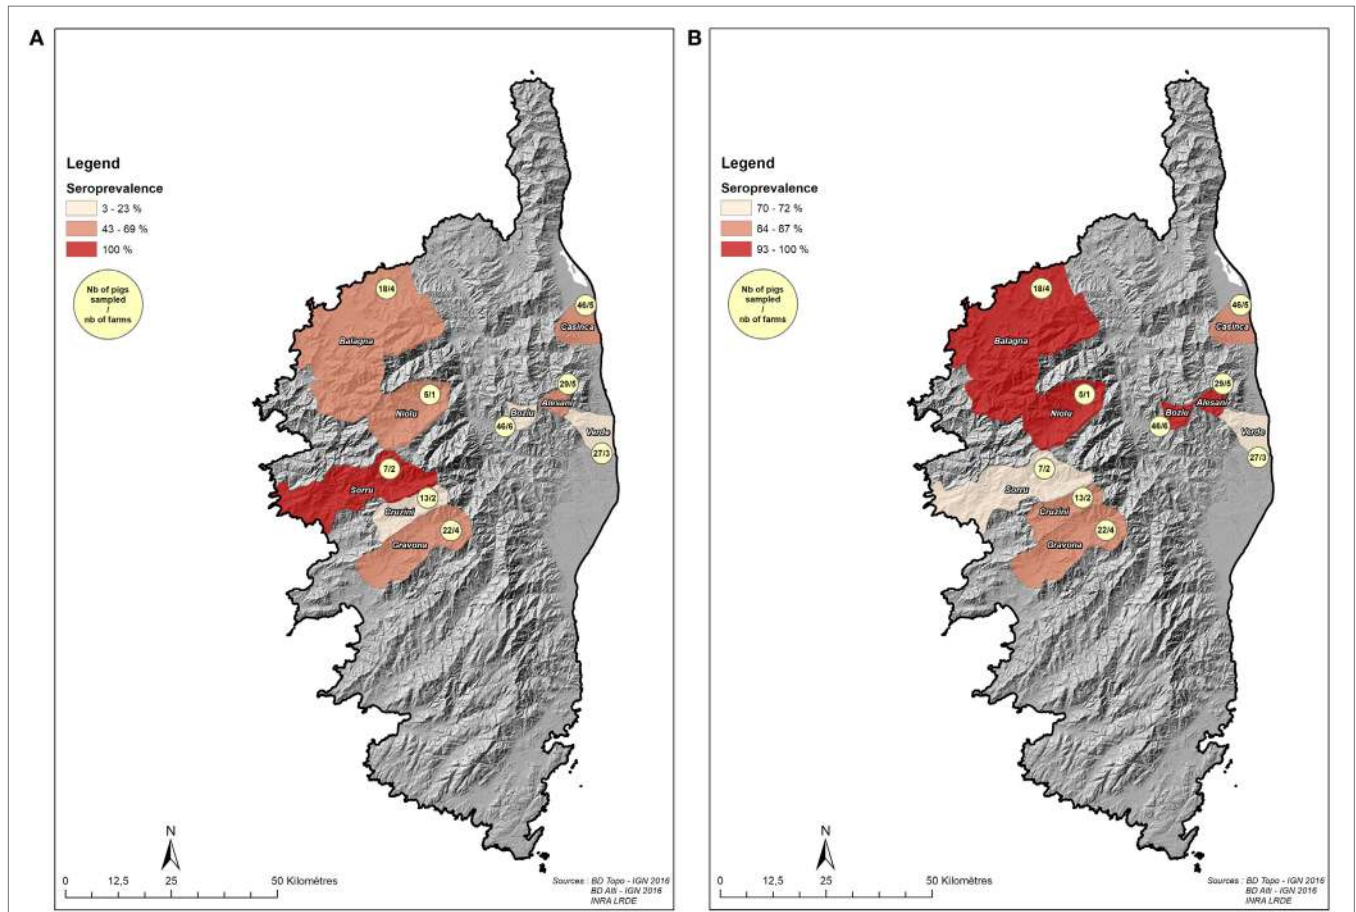 A
Legend
Seroprevalence
3 - 23 %
43 - 69 %
100 %
Nb of pigs
sampled
/
nb of farms
18/4
46/5
Casinca
Balagna
29/5
5/1
Alesani
Niolu
Boziu
46/6
Verde
27/3
7/2
Sorru
13/2
Cruzini
22/4
Gravona
N
0 12,5 25 50 Kilomètres
Sources : BD Topo - IGN 2016
BD Alti - IGN 2016
INRA LRDE
B
Legend
Seroprevalence
70 - 72 %
84 - 87 %
93 - 100 %
Nb of pigs
sampled
/
nb of farms
18/4
46/5
Casinca
Balagna
29/5
5/1
Alesani
Niolu
Boziu
46/6
Verde
27/3
7/2
Sorru
13/2
Cruzini
22/4
Gravona
N
0 12,5 25 50 Kilomètres
Sources : BD Topo - IGN 2016
BD Alti - IGN 2016
INRA LRDE